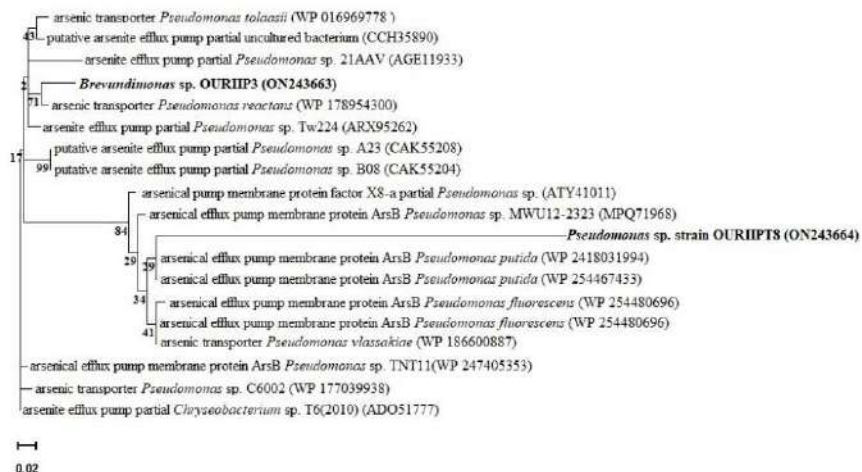 arsenic transporter Pseudomonas tolaasii (WP 016969778)
43
putative arsenite efflux pump partial uncultured bacterium (CCH35890)
arsenite efflux pump partial Pseudomonas sp. 21AAV (AGE11933)
2
Brevundimonas sp. OURIIP3 (ON243663)
71
arsenic transporter Pseudomonas reactans (WP 178954300)
arsenite efflux pump partial Pseudomonas sp. Tw224 (ARX95262)
17
putative arsenite efflux pump partial Pseudomonas sp. A23 (CAK55208)
99
putative arsenite efflux pump partial Pseudomonas sp. B08 (CAK55204)
arsenical pump membrane protein factor X8-a partial Pseudomonas sp. (ATY41011)
arsenical efflux pump membrane protein ArsB Pseudomonas sp. MWU12-2323 (MPQ71968)
84
Pseudomonas sp. strain OURIIPT8 (ON243664)
29
arsenical efflux pump membrane protein ArsB Pseudomonas putida (WP 2418031994)
29
arsenical efflux pump membrane protein ArsB Pseudomonas putida (WP 254467433)
34
arsenical efflux pump membrane protein ArsB Pseudomonas fluorescens (WP 254480696)
arsenical efflux pump membrane protein ArsB Pseudomonas fluorescens (WP 254480696)
41
arsenic transporter Pseudomonas vlassakiae (WP 186600887)
arsenical efflux pump membrane protein ArsB Pseudomonas sp. TNT11(WP 247405353)
arsenic transporter Pseudomonas sp. C6002 (WP 177039938)
arsenite efflux pump partial Chryseobacterium sp. T6(2010) (ADO51777)
0.02